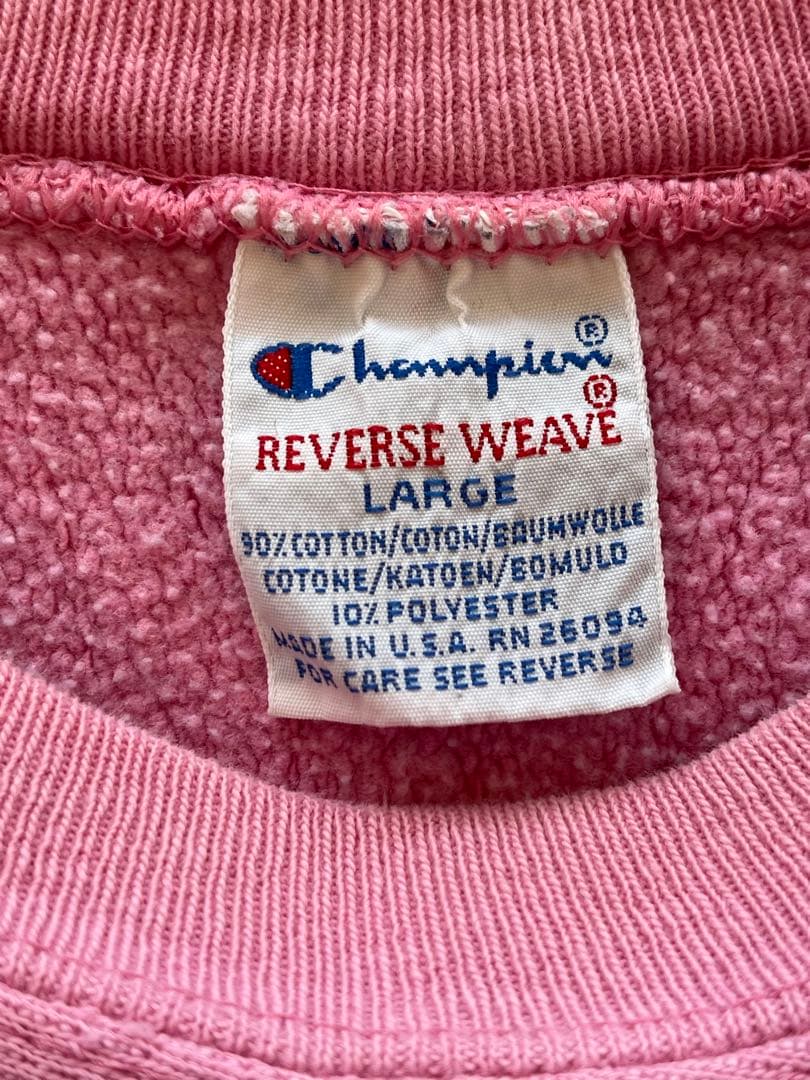 Champion®
REVERSE WEAVE®
LARGE
90% COTTON/COTON/BAUMWOLLE
COTONE/KATOEN/BOMULD
10% POLYESTER
MADE IN U.S.A. RN 26094
FOR CARE SEE REVERSE